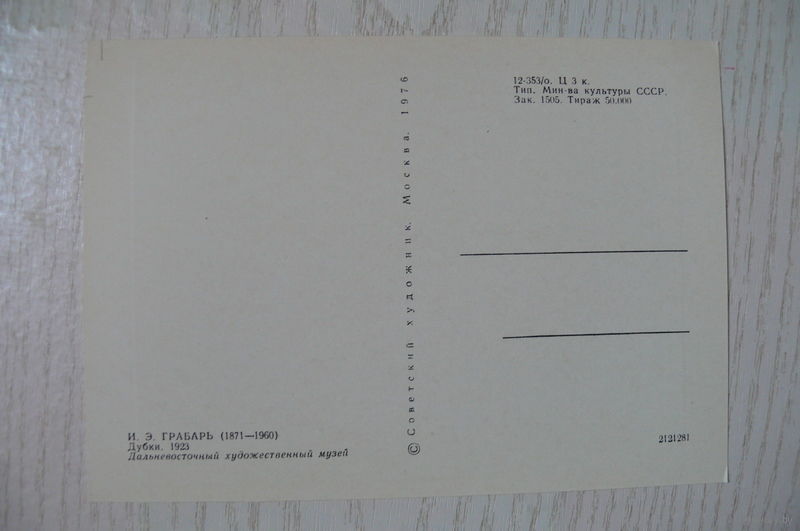 12-353/о. Ц 3 к.
Тип. Мин-ва культуры СССР.
Зак. 1505. Тираж 50.000
© Советский художник. Москва. 1976
И. Э. ГРАБАРЬ (1871—1960)
Дубки. 1923
Дальневосточный художественный музей
2121281